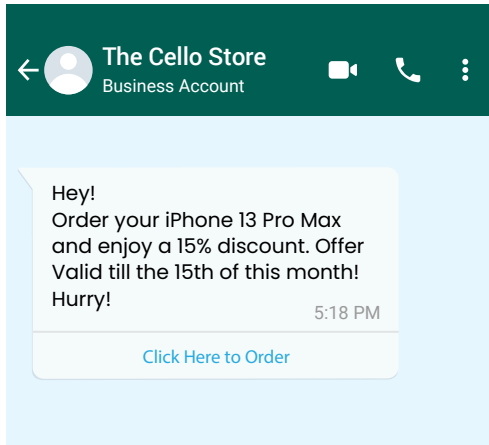 The Cello Store
Business Account
Hey!
Order your iPhone 13 Pro Max
and enjoy a 15% discount. Offer
Valid till the 15th of this month!
Hurry!
5:18 PM
Click Here to Order